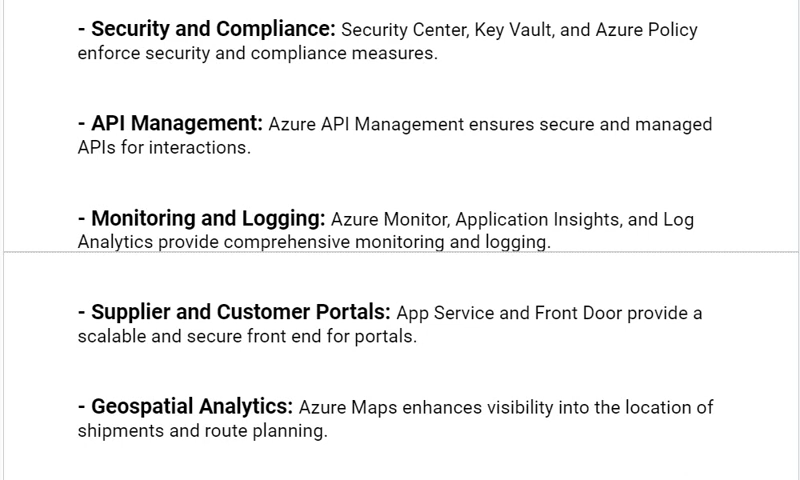 - Security and Compliance: Security Center, Key Vault, and Azure Policy
enforce security and compliance measures.
- API Management: Azure API Management ensures secure and managed
APIs for interactions.
- Monitoring and Logging: Azure Monitor, Application Insights, and Log
Analytics provide comprehensive monitoring and logging.
- Supplier and Customer Portals: App Service and Front Door provide a
scalable and secure front end for portals.
- Geospatial Analytics: Azure Maps enhances visibility into the location of
shipments and route planning.